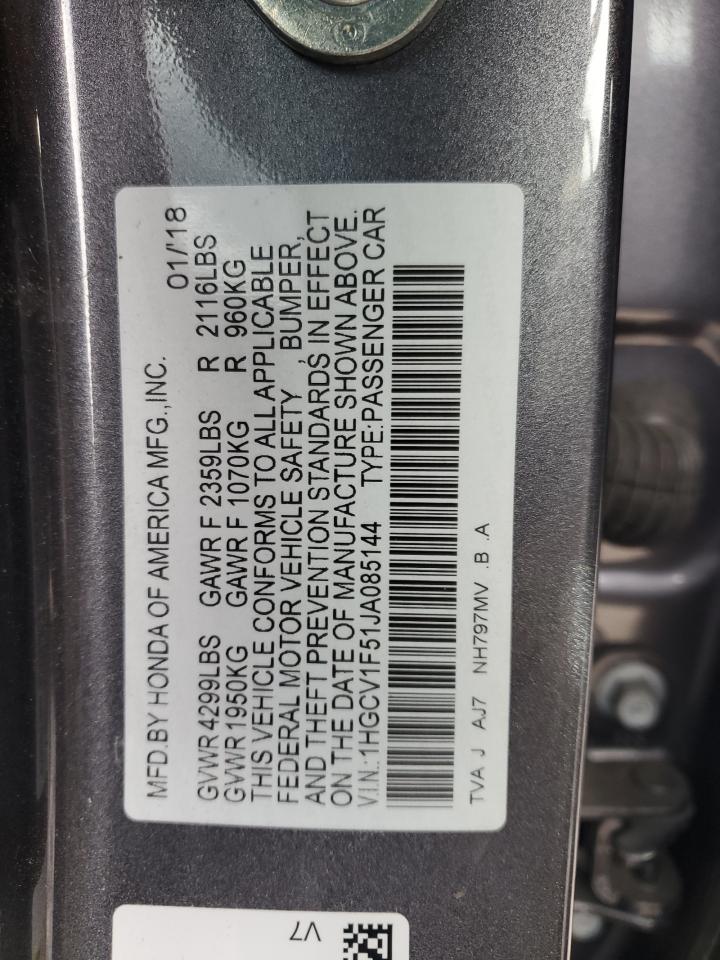 MFD.BY HONDA OF AMERICA MFG.,INC. 01/'18
GVWR 4299LBS GAWR F 2359LBS R 2116LBS
GVWR 1950KG GAWR F 1070KG R 960KG
THIS VEHICLE CONFORMS TO ALL APPLICABLE
FEDERAL MOTOR VEHICLE SAFETY, BUMPER,
AND THEFT PREVENTION STANDARDS IN EFFECT
ON THE DATE OF MANUFACTURE SHOWN ABOVE.
V.I.N.:1HGCV1F51JA085144 TYPE:PASSENGER CAR
TVA J AJ7 NH797MV .B .A
V7